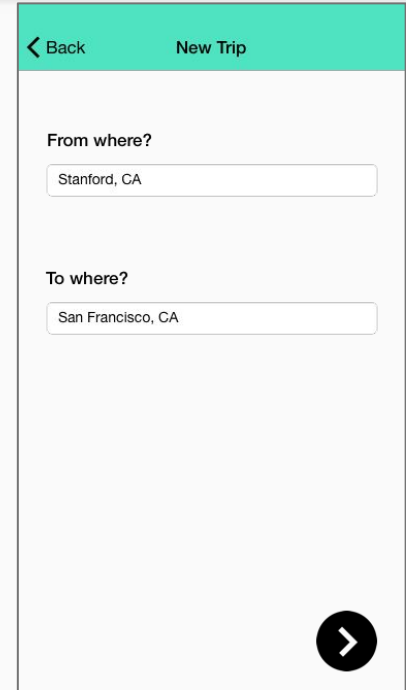 Back New Trip
From where?
Stanford, CA
To where?
San Francisco, CA